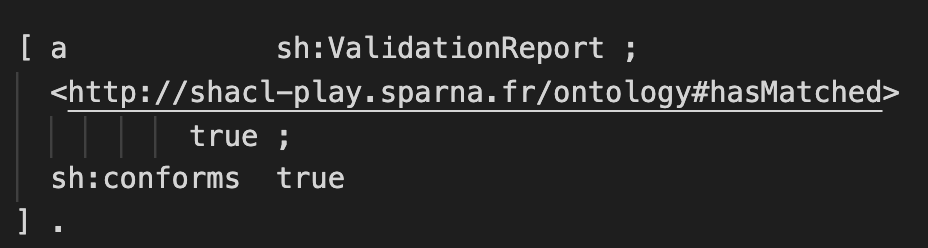 [ a sh:ValidationReport ;
<http://shacl-play.sparna.fr/ontology#hasMatched>
true ;
sh:conforms true
] .